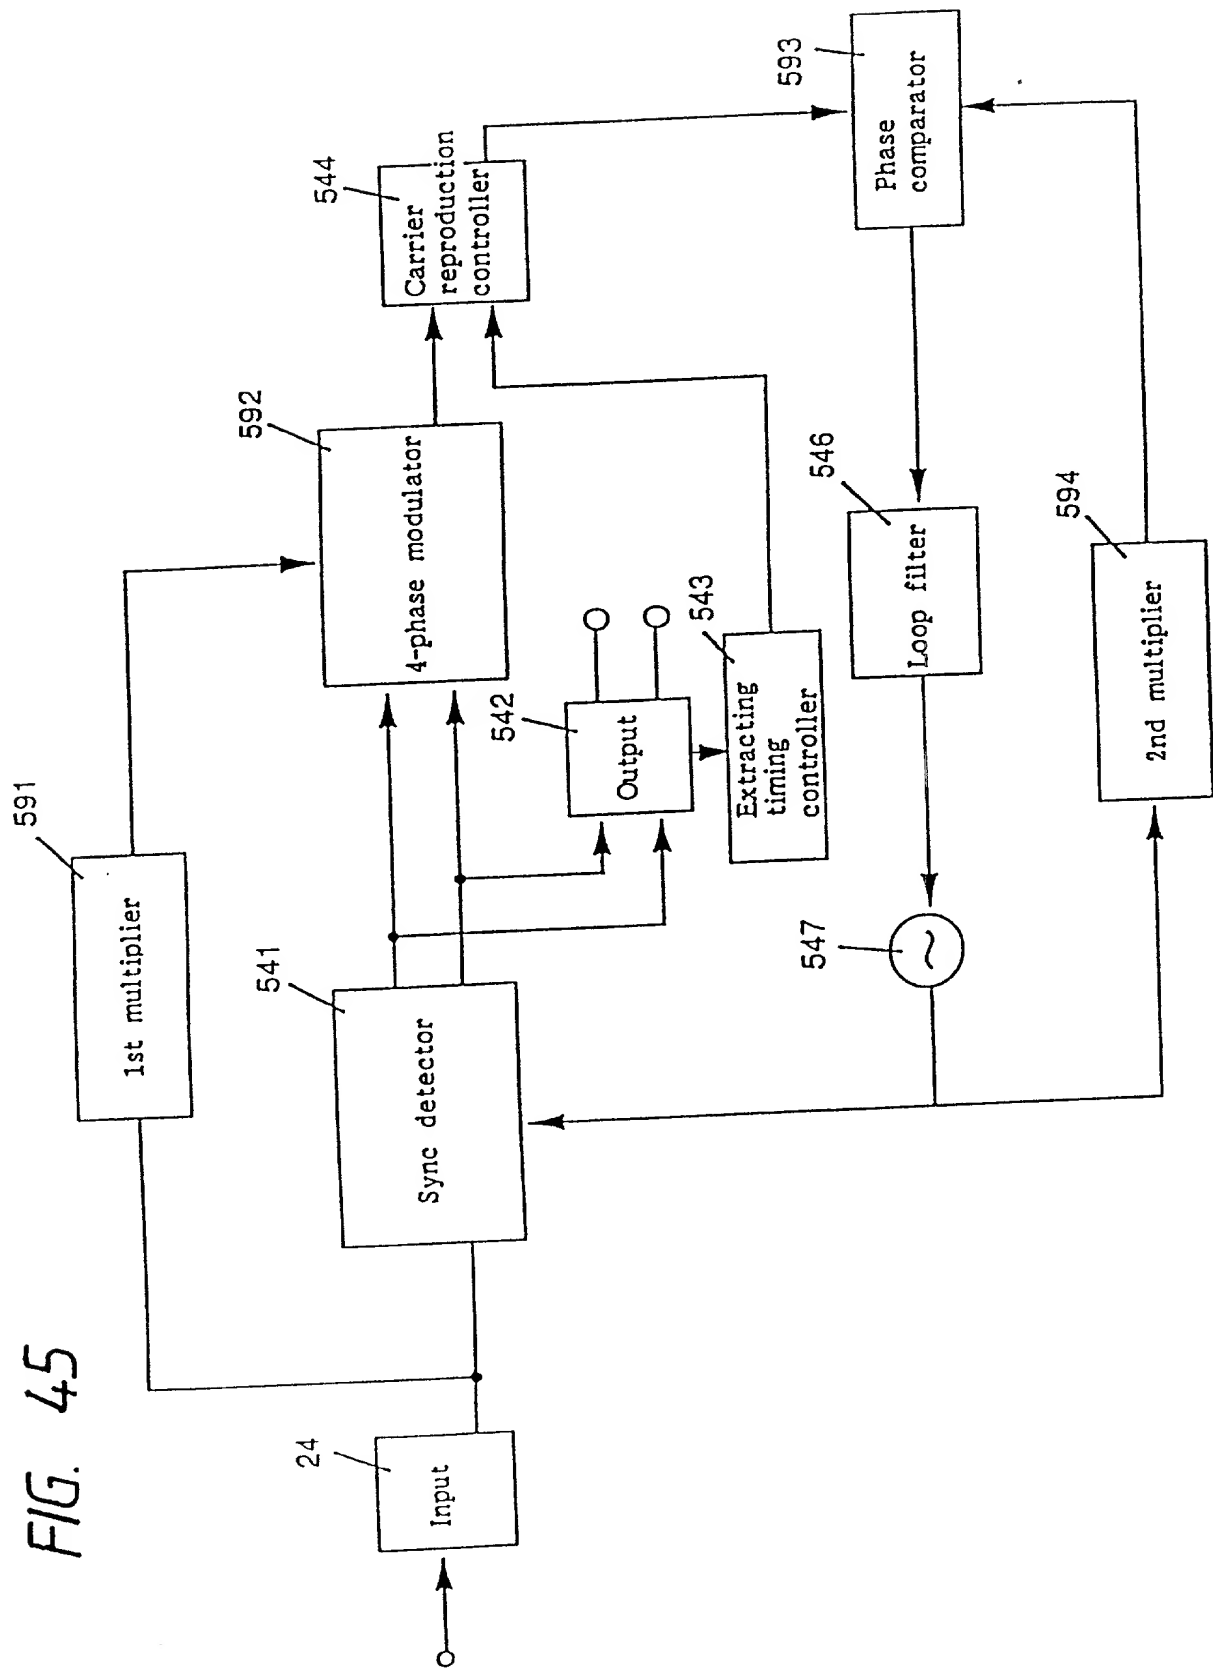 FIG. 45
591
1st multiplier
592
4-phase modulator
544
Carrier
reproduction
controller
24
Input
541
Sync detector
542
Output
543
Extracting
timing
controller
593
Phase
comparator
547
~
546
Loop filter
594
2nd multiplier